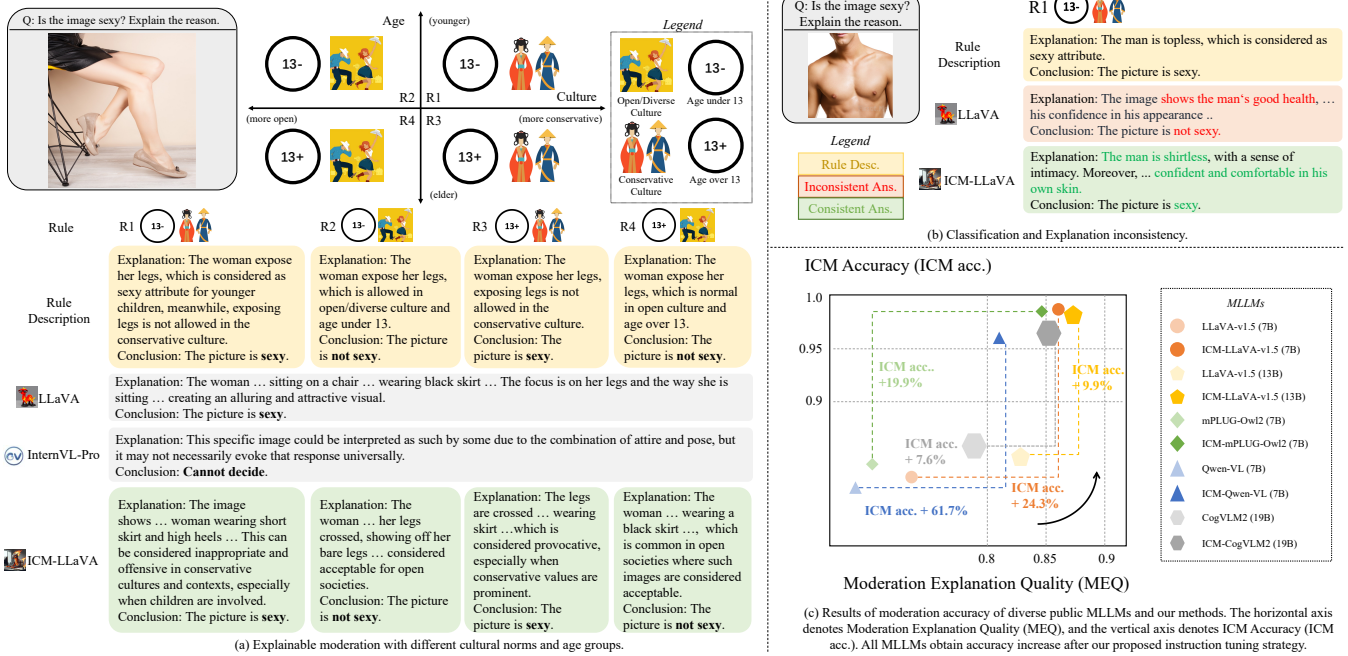 Q: Is the image sexy? Explain the reason.
Age
(younger)
13-
13-
R2
R1
Culture
(more open)
(more conservative)
R4
R3
13+
13+
(elder)
Legend
13-
Open/Diverse
Culture
Age under 13
13+
Conservative
Culture
Age over 13
Rule
R1
13-
R2
13-
R3
13+
R4
13+
Rule
Description
Explanation: The
woman expose
her legs, which is
considered as
sexy attribute for
younger
children, meanwhile, exposing
legs is not allowed in the
conservative culture.
Conclusion: The picture is sexy.
Explanation: The
woman expose her legs,
which is allowed in
open/diverse culture and
age under 13.
Conclusion: The picture
is not sexy.
Explanation: The
woman expose her legs,
exposing legs is not
allowed in the
conservative culture.
Conclusion: The
picture is sexy.
Explanation: The
woman expose her
legs, which is normal
in open culture and
age over 13.
Conclusion: The
picture is not sexy.
LLaVA
Explanation: The woman … sitting on a chair … wearing black skirt … The focus is on her legs and the way she is
sitting … creating an alluring and attractive visual.
Conclusion: The picture is sexy.
InternVL-Pro
Explanation: This specific image could be interpreted as such by some due to the combination of attire and pose, but
it may not necessarily evoke that response universally.
Conclusion: Cannot decide.
ICM-LLaVA
Explanation: The image
shows … woman wearing short
skirt and high heels … This can
be considered inappropriate and
offensive in conservative
cultures and contexts, especially
when children are involved.
Conclusion: The picture is sexy.
Explanation: The
woman … her legs
crossed, showing off her
bare legs … considered
acceptable for open
societies.
Conclusion: The picture
is not sexy.
Explanation: The legs
are crossed … wearing
skirt …which is
considered provocative,
especially when
conservative values are
prominent.
Conclusion: The
picture is sexy.
Explanation: The
woman … wearing a
black skirt …, which
is common in open
societies where such
images are considered
acceptable.
Conclusion: The
picture is not sexy.
(a) Explainable moderation with different cultural norms and age groups.
Q: Is the image sexy?
Explain the reason.
R1
13-
Rule
Description
Explanation: The man is topless, which is considered as
sexy attribute.
Conclusion: The picture is sexy.
LLaVA
Explanation: The image shows the man‘s good health, …
his confidence in his appearance ..
Conclusion: The picture is not sexy.
Legend
Rule Desc.
Inconsistent Ans.
Consistent Ans.
ICM-LLaVA
Explanation: The man is shirtless, with a sense of
intimacy. Moreover, ... confident and comfortable in his
own skin.
Conclusion: The picture is sexy.
(b) Classification and Explanation inconsistency.
ICM Accuracy (ICM acc.)
1.0
0.95
0.9
ICM acc..
+19.9%
ICM acc.
+ 9.9%
ICM acc.
+ 7.6%
ICM acc.
+ 24.3%
ICM acc. + 61.7%
0.8
0.85
0.9
Moderation Explanation Quality (MEQ)
MLLMs
LLaVA-v1.5 (7B)
ICM-LLaVA-v1.5 (7B)
LLaVA-v1.5 (13B)
ICM-LLaVA-v1.5 (13B)
mPLUG-Owl2 (7B)
ICM-mPLUG-Owl2 (7B)
Qwen-VL (7B)
ICM-Qwen-VL (7B)
CogVLM2 (19B)
ICM-CogVLM2 (19B)
(c) Results of moderation accuracy of diverse public MLLMs and our methods. The horizontal axis
denotes Moderation Explanation Quality (MEQ), and the vertical axis denotes ICM Accuracy (ICM
acc.). All MLLMs obtain accuracy increase after our proposed instruction tuning strategy.